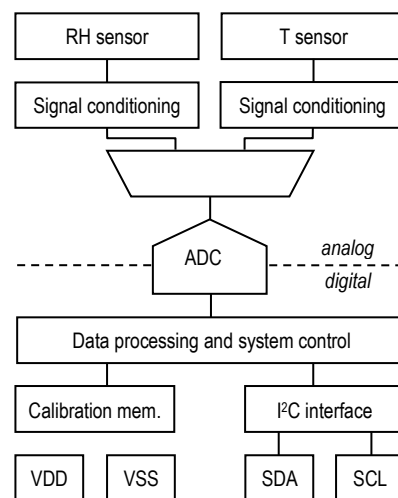 RH sensor
T sensor
Signal conditioning
Signal conditioning
ADC
analog
digital
Data processing and system control
Calibration mem.
I²C interface
VDD
VSS
SDA
SCL